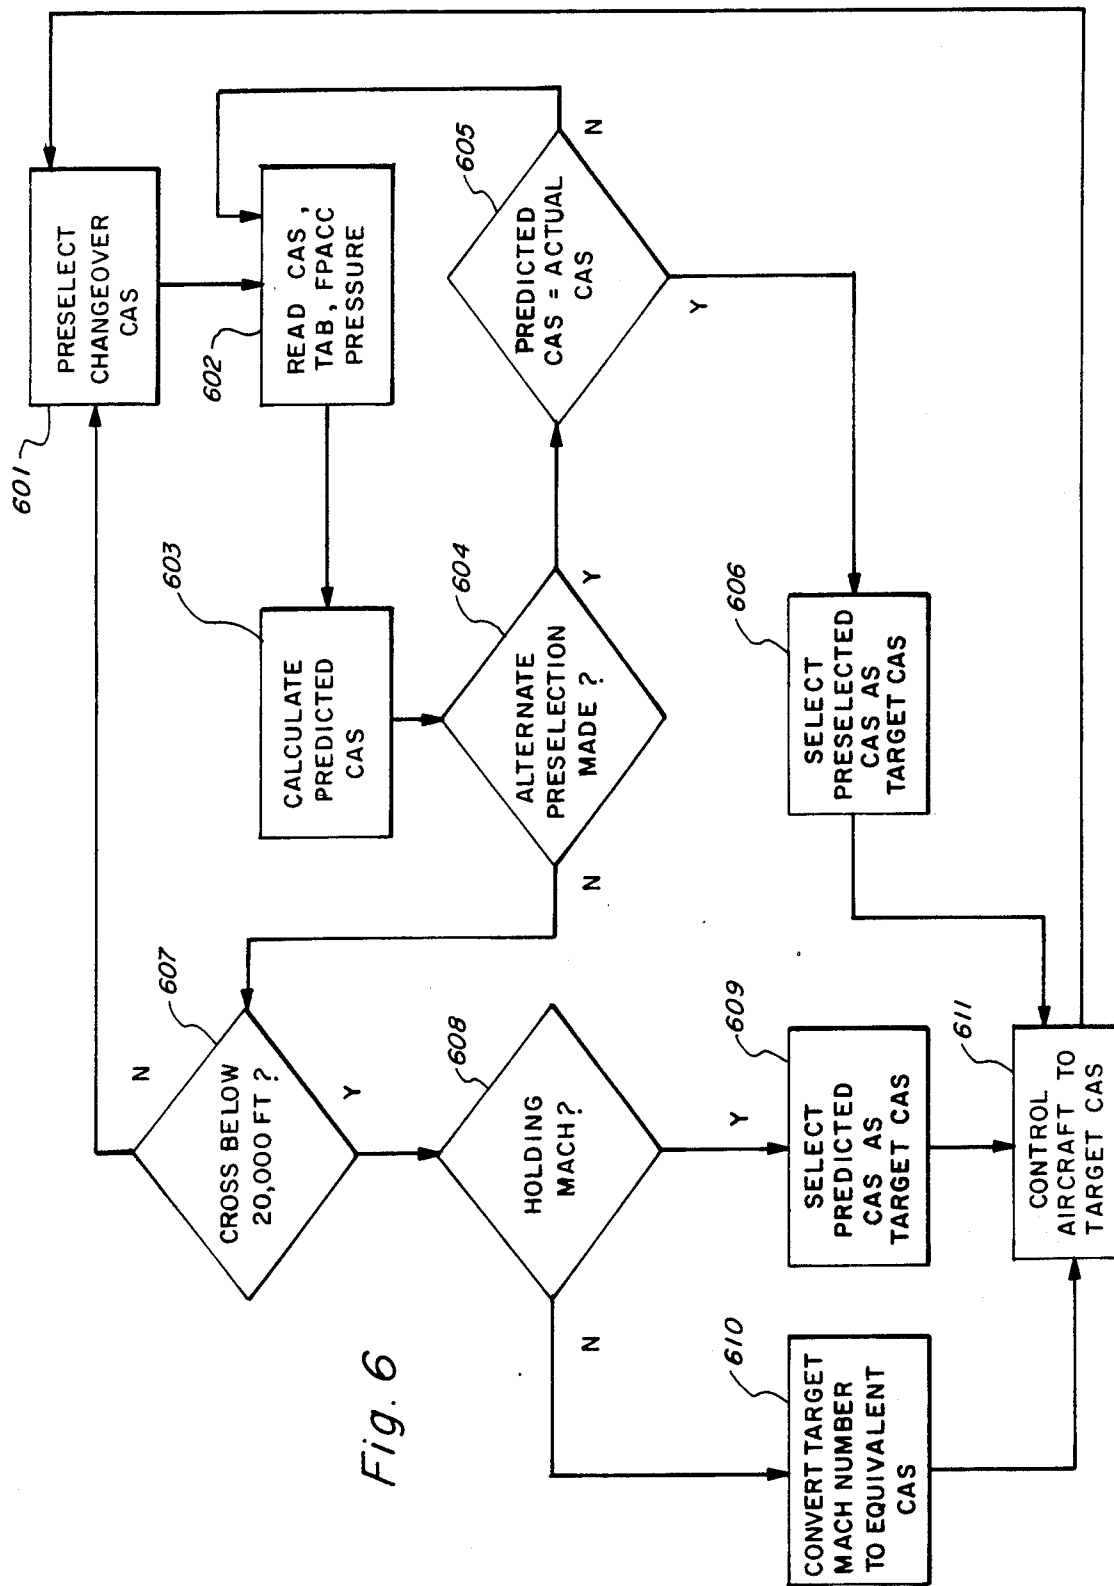 601
PRESELECT
CHANGEOVER
CAS
602
READ CAS,
TAB, FPACC
PRESSURE
603
CALCULATE
PREDICTED
CAS
604
ALTERNATE
PRESELECTION
MADE ?
N
Y
605
PREDICTED
CAS = ACTUAL
CAS
N
Y
606
SELECT
PRESELECTED
CAS AS
TARGET CAS
607
CROSS BELOW
20,000 FT ?
N
Y
608
HOLDING
MACH?
N
Y
609
SELECT
PREDICTED
CAS AS
TARGET CAS
610
CONVERT TARGET
MACH NUMBER
TO EQUIVALENT
CAS
611
CONTROL
AIRCRAFT TO
TARGET CAS
Fig. 6